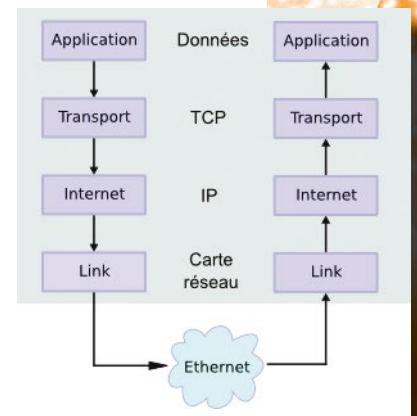 Application Données Application
Transport TCP Transport
Internet IP Internet
Link Carte réseau Link
Ethernet